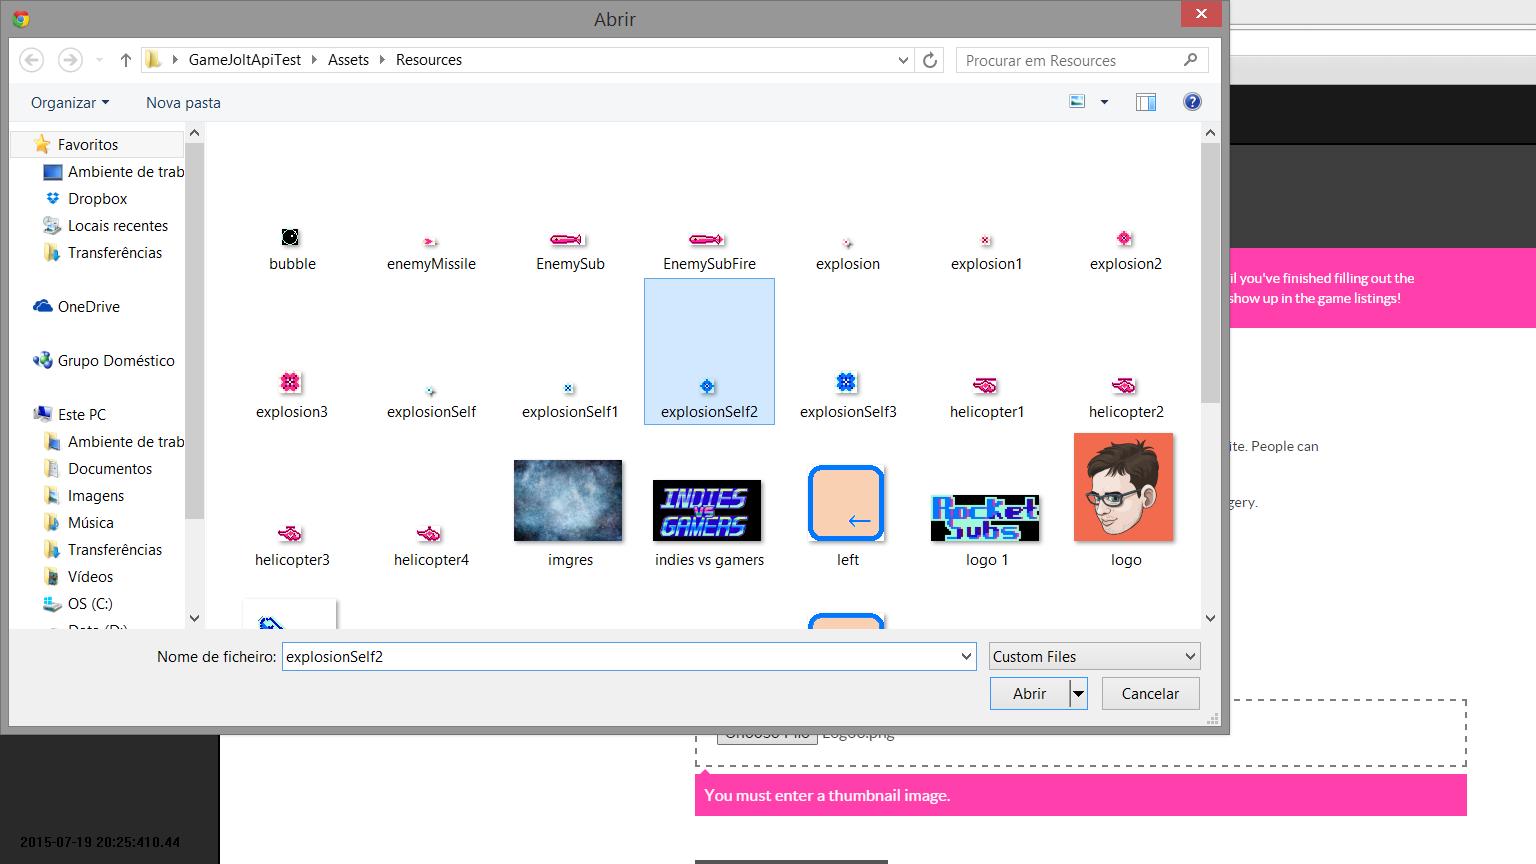 Abrir
GameJoltApiTest
Assets
Resources
Procurar em Resources
Organizar
Nova pasta
Favoritos
Ambiente de trab
Dropbox
Locais recentes
Transferências
OneDrive
Grupo Doméstico
Este PC
Ambiente de trab
Documentos
Imagens
Música
Transferências
Vídeos
OS (C:)
Data (D:)
bubble
enemyMissile
EnemySub
EnemySubFire
explosion
explosion1
explosion2
explosion3
explosionSelf
explosionSelf1
explosionSelf2
explosionSelf3
helicopter1
helicopter2
INDIES
VS
GAMERS
Rocket
Subs
helicopter3
helicopter4
imgres
indies vs gamers
left
logo 1
logo
Nome de ficheiro:
explosionSelf2
Custom Files
Abrir
Cancelar
il you've finished filling out the
show up in the game listings!
ite. People can
gery.
Choose File
Logo6.png
You must enter a thumbnail image.
2015-07-19 20:25:410.44